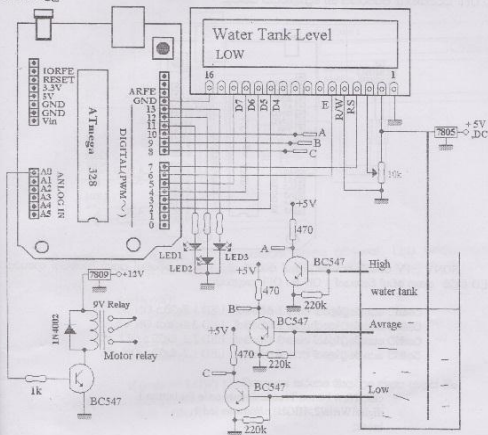 Water Tank Level
LOW
16
1
D7
D6
D5
D4
E
R/W
RS
IORFE
RESET
3.3V
5V
GND
GND
Vin
ATmega 328
ARFE
GND
13
12
11
10
9
8
DIGITAL(PWM~)
7
6
5
4
3
2
1
0
A0
A1
A2
A3
A4
A5
ANALOG IN
A
B
C
7805
+5V
.DC
10k
LED1
LED2
LED3
+5V
470
A
BC547
220k
High
water tank
+5V
470
B
BC547
220k
Avrage
+5V
470
C
BC547
220k
Low
7809
+12V
9V Relay
1N4007
Motor relay
1k
BC547